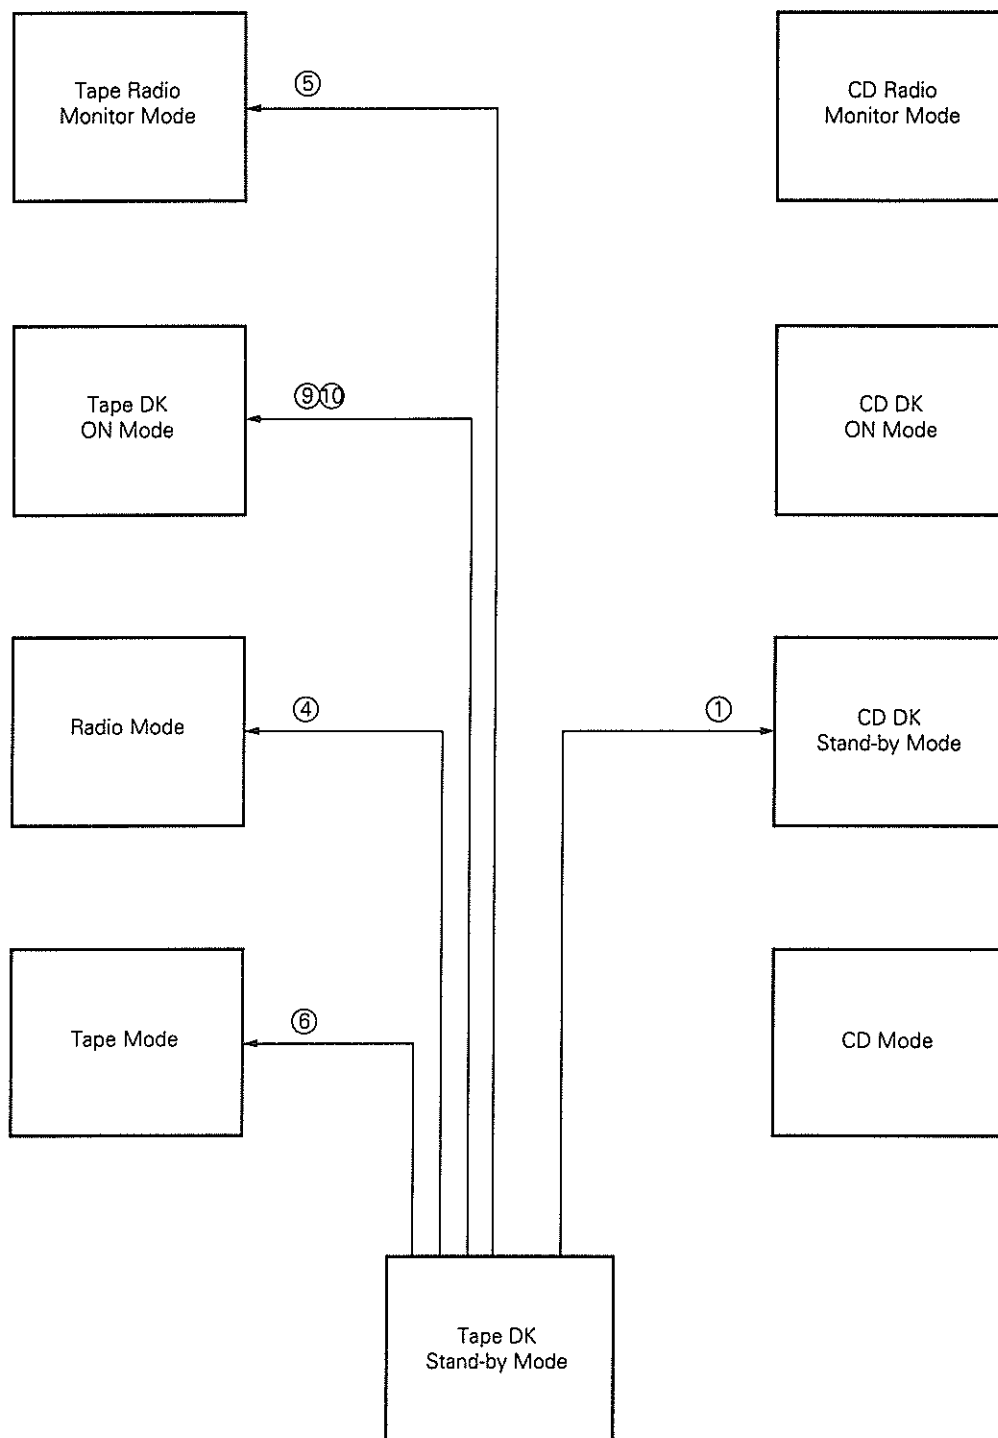 Tape Radio
Monitor Mode
⑤
CD Radio
Monitor Mode
Tape DK
ON Mode
⑨⑩
CD DK
ON Mode
Radio Mode
④
①
CD DK
Stand-by Mode
Tape Mode
⑥
CD Mode
Tape DK
Stand-by Mode